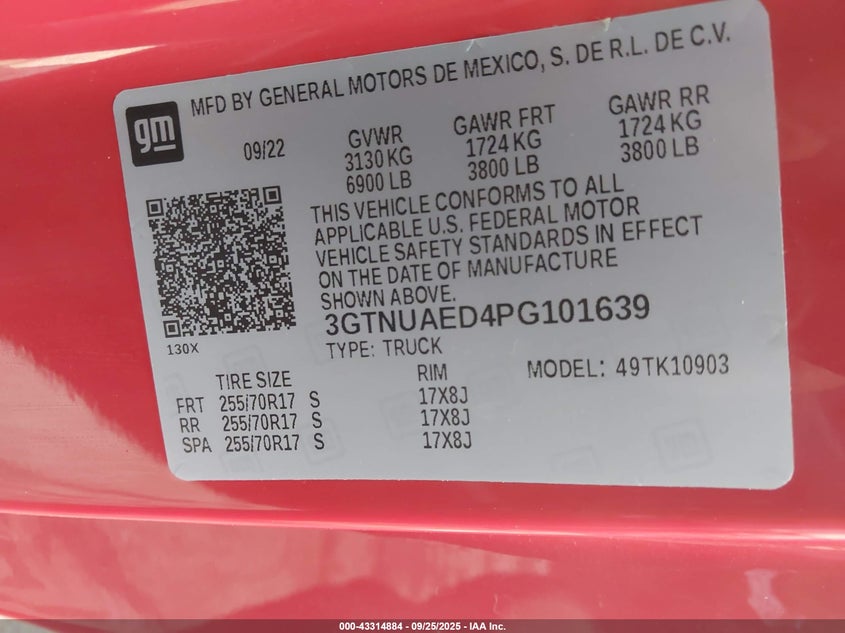 MFD BY GENERAL MOTORS DE MEXICO, S. DE R.L. DE C.V.
gm
09/22
GVWR
3130 KG
6900 LB
GAWR FRT
1724 KG
3800 LB
GAWR RR
1724 KG
3800 LB
THIS VEHICLE CONFORMS TO ALL
APPLICABLE U.S. FEDERAL MOTOR
VEHICLE SAFETY STANDARDS IN EFFECT
ON THE DATE OF MANUFACTURE
SHOWN ABOVE.
130X
3GTNUAED4PG101639
TYPE: TRUCK
MODEL: 49TK10903
TIRE SIZE RIM
FRT 255/70R17 S 17X8J
RR 255/70R17 S 17X8J
SPA 255/70R17 S 17X8J
000-43314884 - 09/25/2025 - IAA Inc.